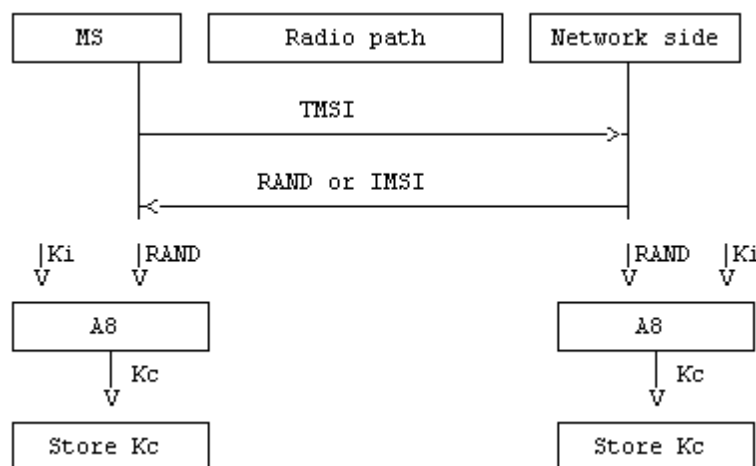 MS Radio path Network side
TMSI
RAND or IMSI
Ki RAND RAND Ki
A8 A8
Kc Kc
Store Kc Store Kc